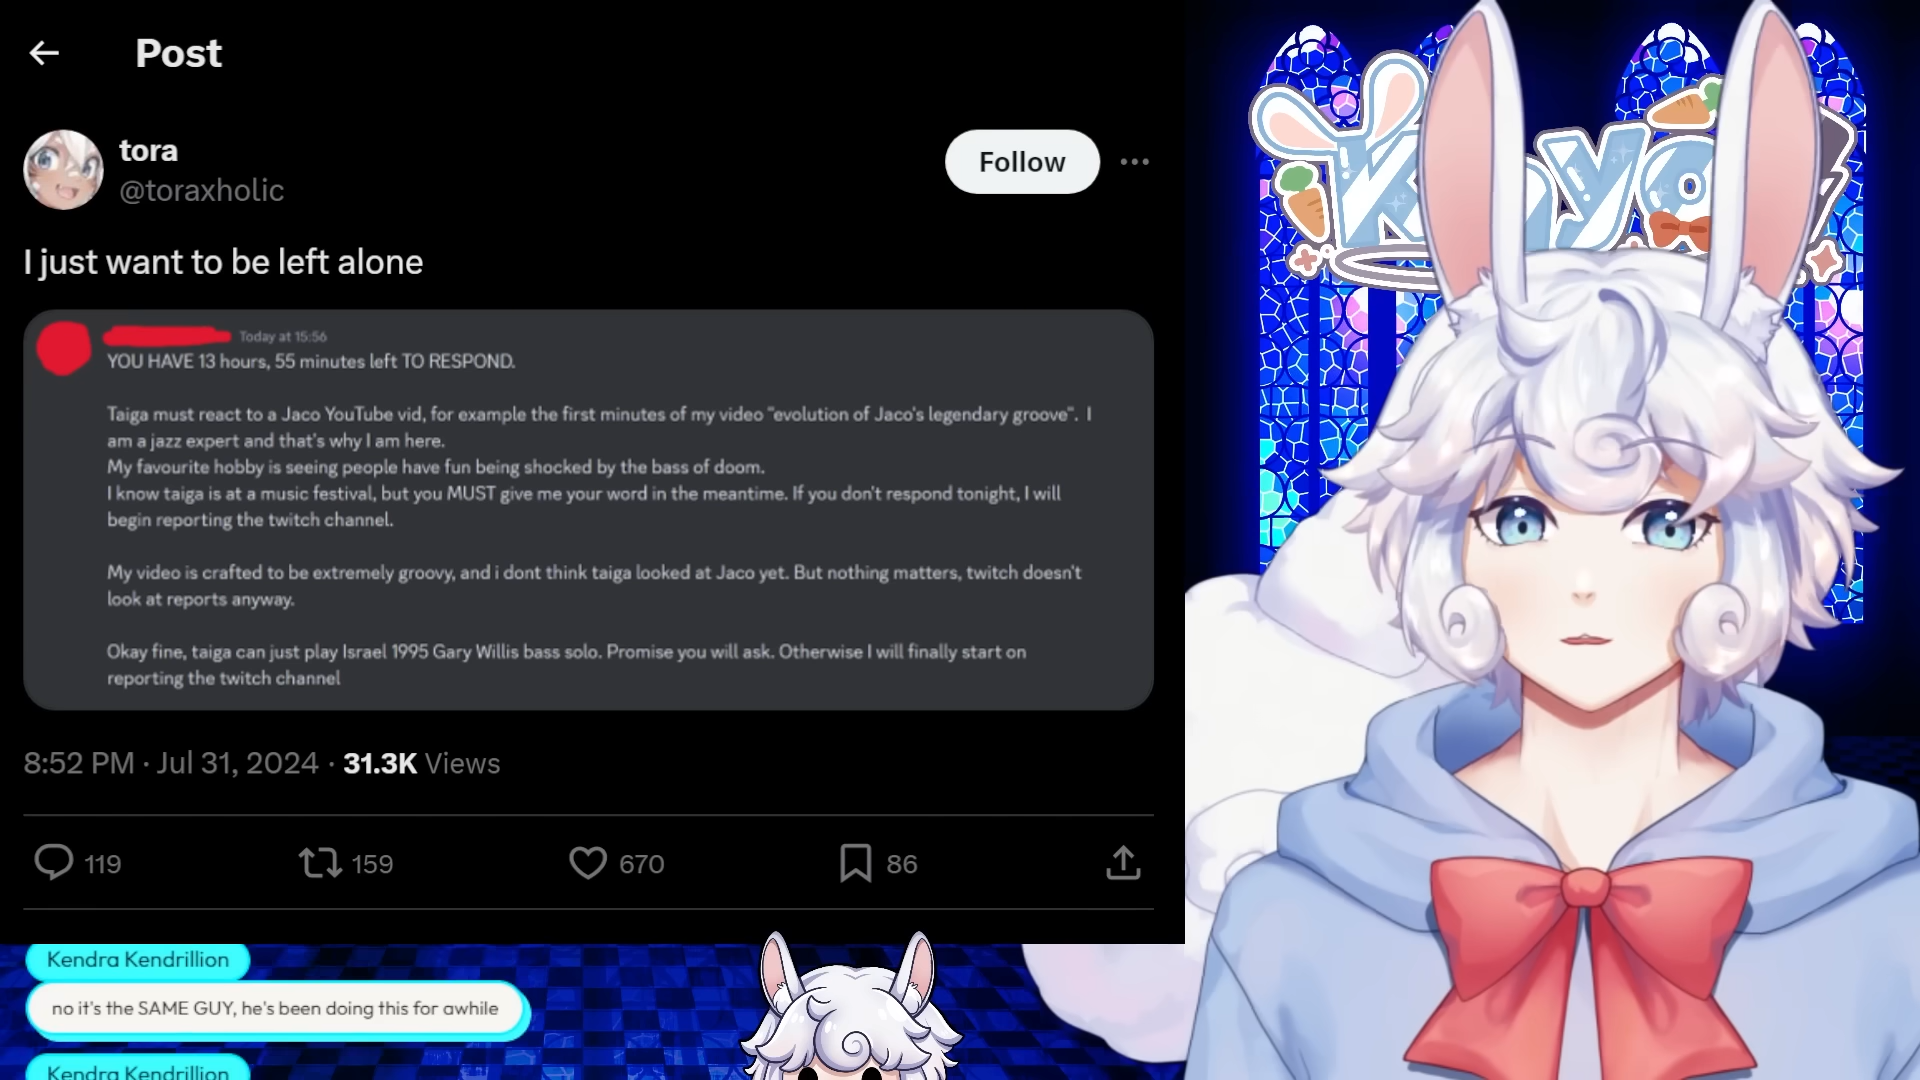 Post
tora
@toraxholic
Follow
I just want to be left alone
Today at 15:56
YOU HAVE 13 hours, 55 minutes left TO RESPOND.
Taiga must react to a Jaco YouTube vid, for example the first minutes of my video "evolution of Jaco's legendary groove". I
am a jazz expert and that's why I am here.
My favourite hobby is seeing people have fun being shocked by the bass of doom.
I know taiga is at a music festival, but you MUST give me your word in the meantime. If you don't respond tonight, I will
begin reporting the twitch channel.
My video is crafted to be extremely groovy, and i dont think taiga looked at Jaco yet. But nothing matters, twitch doesn't
look at reports anyway.
Okay fine, taiga can just play Israel 1995 Gary Willis bass solo. Promise you will ask. Otherwise I will finally start on
reporting the twitch channel
8:52 PM · Jul 31, 2024 · 31.3K Views
119 159 670 86
Kendra Kendrillion
no it's the SAME GUY, he's been doing this for awhile
Kendra Kendrillion